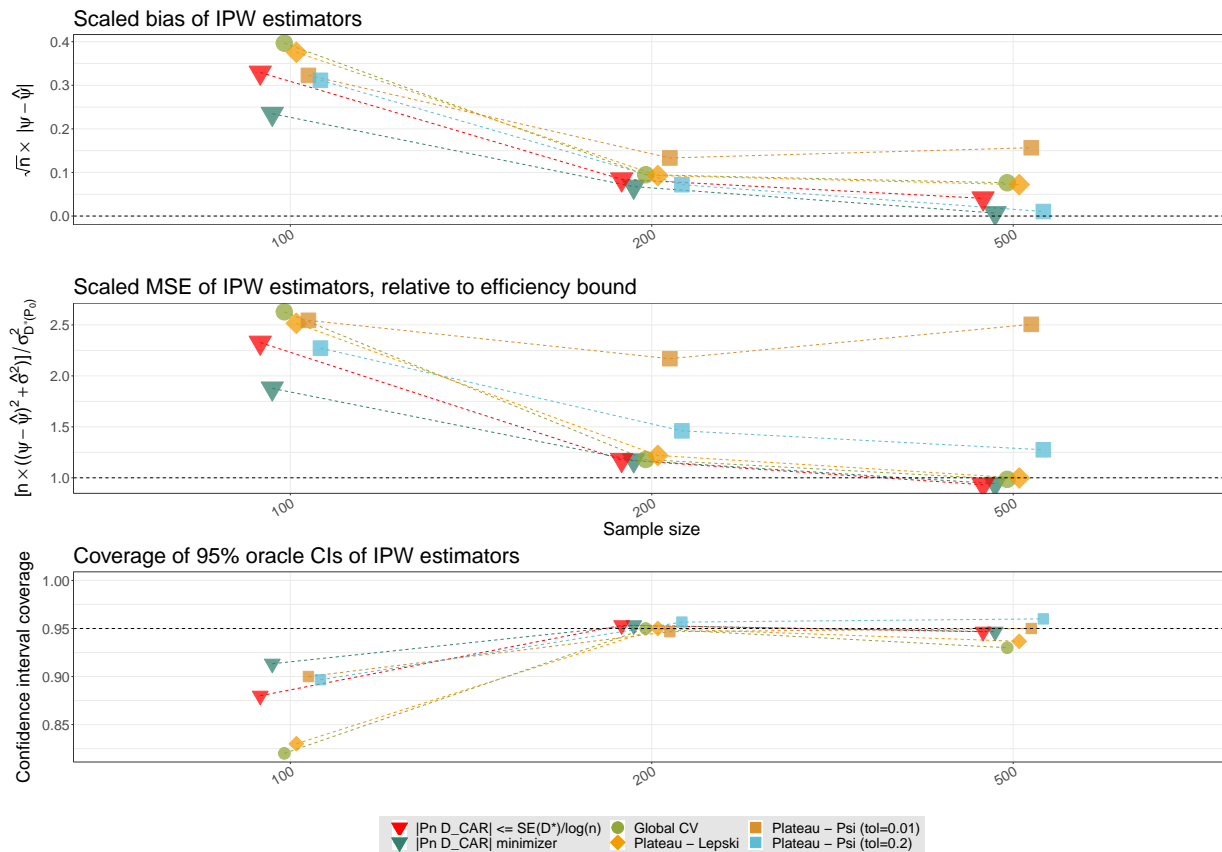 Scaled bias of IPW estimators
√n × |ψ − ψ̂|
0.4
0.3
0.2
0.1
0.0
100
200
500
Scaled MSE of IPW estimators, relative to efficiency bound
[n × ((ψ − ψ̂)² + σ̂²)] / σ²_D*(P₀)
2.5
2.0
1.5
1.0
100
200
500
Sample size
Coverage of 95% oracle CIs of IPW estimators
Confidence interval coverage
1.00
0.95
0.90
0.85
100
200
500
|Pn D_CAR| <= SE(D*)/log(n)
Global CV
Plateau − Psi (tol=0.01)
|Pn D_CAR| minimizer
Plateau − Lepski
Plateau − Psi (tol=0.2)